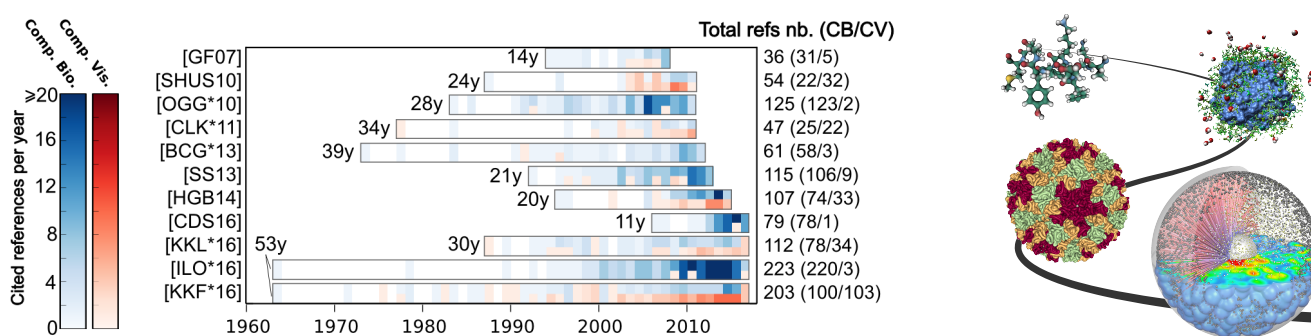 Total refs nb. (CB/CV)
Comp. Bio.
Comp. Vis.
Cited references per year
⩾20
16
12
8
4
0
[GF07] 14y 36 (31/5)
[SHUS10] 24y 54 (22/32)
[OGG*10] 28y 125 (123/2)
[CLK*11] 34y 47 (25/22)
[BCG*13] 39y 61 (58/3)
[SS13] 21y 115 (106/9)
[HGB14] 20y 107 (74/33)
[CDS16] 11y 79 (78/1)
[KKL*16] 53y 30y 112 (78/34)
[ILO*16] 223 (220/3)
[KKF*16] 203 (100/103)
1960 1970 1980 1990 2000 2010